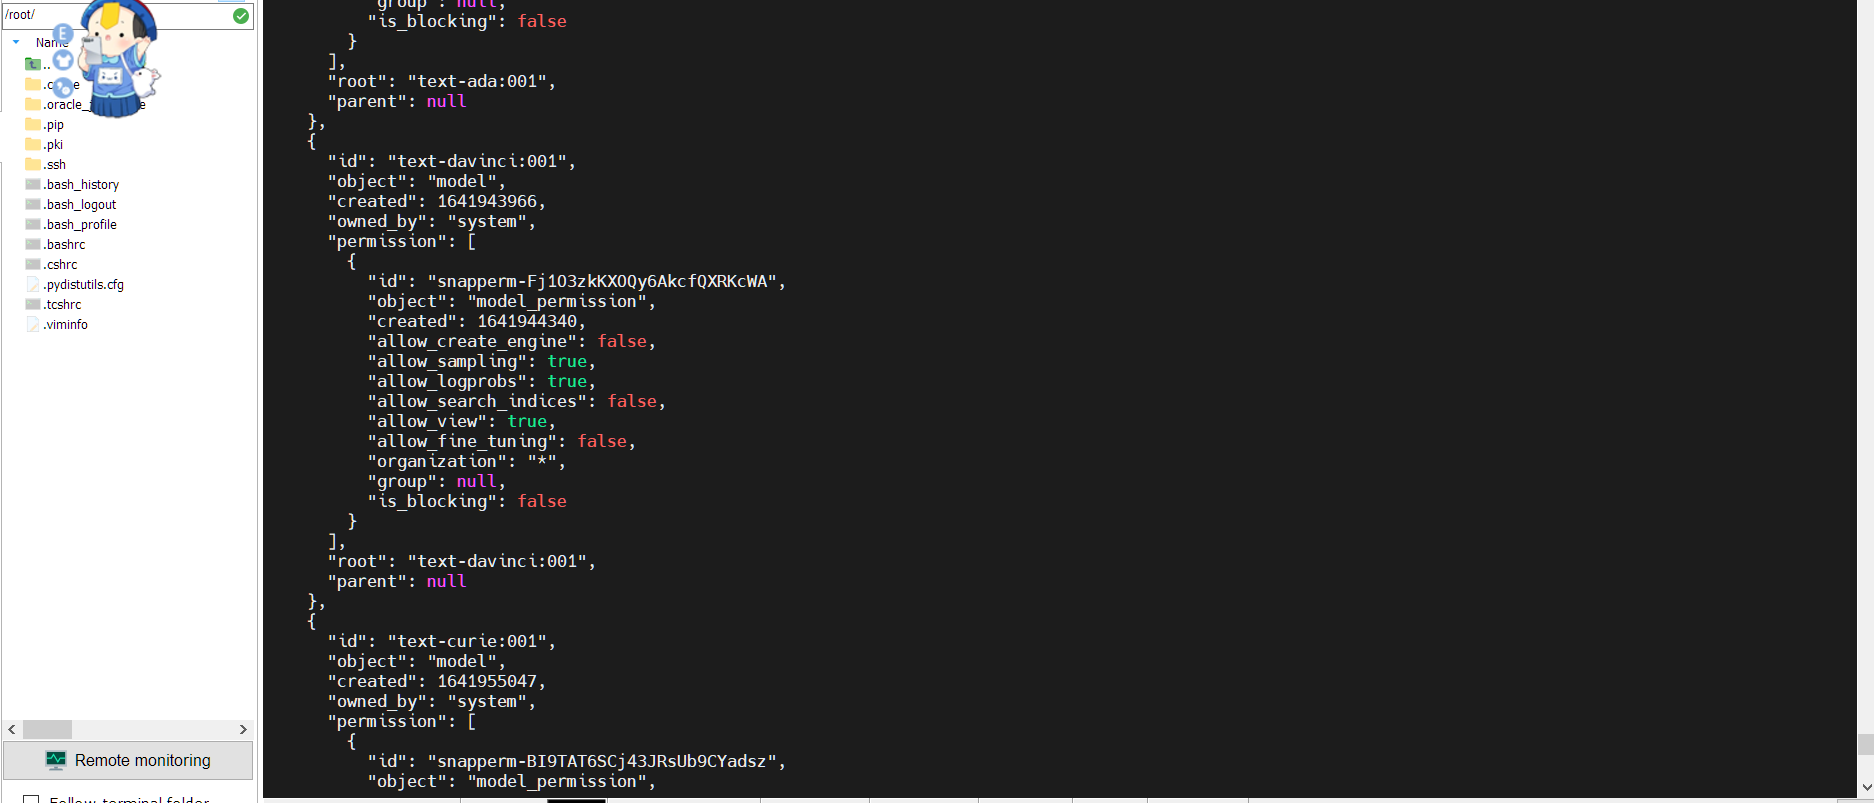 /root/
Name
E
..
.pip
.pki
.ssh
.bash_history
.bash_logout
.bash_profile
.bashrc
.cshrc
.pydistutils.cfg
.tcshrc
.viminfo
Remote monitoring
Follow terminal folder
"group": null,
"is_blocking": false
}
],
"root": "text-ada:001",
"parent": null
},
{
"id": "text-davinci:001",
"object": "model",
"created": 1641943966,
"owned_by": "system",
"permission": [
{
"id": "snapperm-Fj1O3zkKXOQy6AkcfQXRKcWA",
"object": "model_permission",
"created": 1641944340,
"allow_create_engine": false,
"allow_sampling": true,
"allow_logprobs": true,
"allow_search_indices": false,
"allow_view": true,
"allow_fine_tuning": false,
"organization": "*",
"group": null,
"is_blocking": false
}
],
"root": "text-davinci:001",
"parent": null
},
{
"id": "text-curie:001",
"object": "model",
"created": 1641955047,
"owned_by": "system",
"permission": [
{
"id": "snapperm-BI9TAT6SCj43JRsUb9CYadsz",
"object": "model_permission",